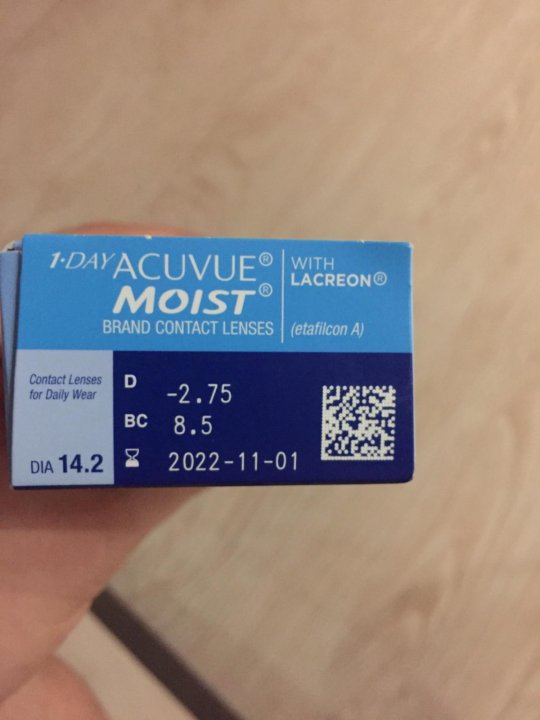 1·DAY ACUVUE®
MOIST®
BRAND CONTACT LENSES
WITH
LACREON®
(etafilcon A)
Contact Lenses
for Daily Wear
DIA 14.2
D -2.75
BC 8.5
2022-11-01